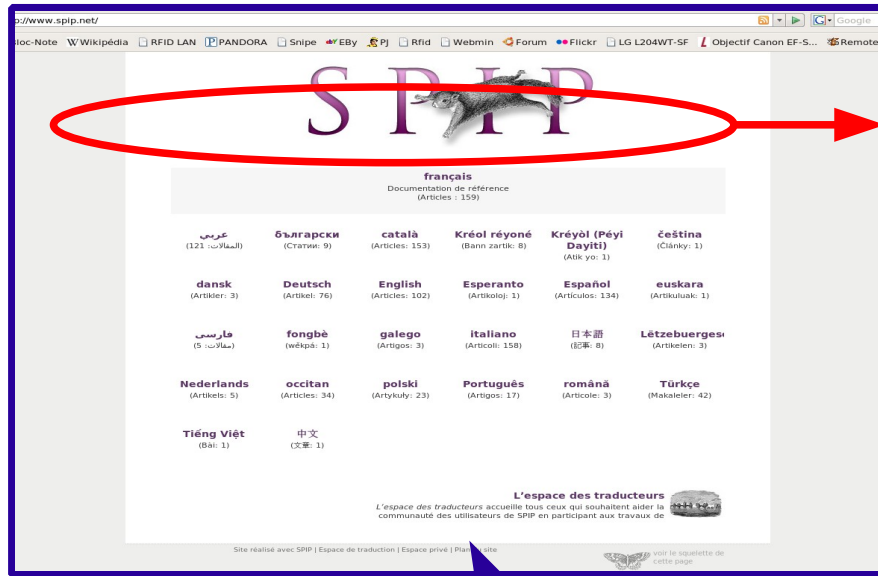 p://www.spip.net/
Google
Bloc-Note Wikipédia RFID LAN PANDORA Snipe EBy PJ Rfid Webmin Forum Flickr LG L204WT-SF Objectif Canon EF-S... Remote
SPIP
français
Documentation de référence
(Articles : 159)
عربي български català Kréol réyoné Kréyòl (Péyi Dayiti) čeština
(المقالات: 121) (Статии: 9) (Articles: 153) (Bann zartik: 8) (Atik yo: 1) (Články: 1)
dansk Deutsch English Esperanto Español euskara
(Artikler: 3) (Artikel: 76) (Articles: 102) (Artikoloj: 1) (Artículos: 134) (Artikuluak: 1)
فارسى fongbè galego italiano 日本語 Lëtzebuerges
(مقالات: 5) (wékpá: 1) (Artigos: 3) (Articoli: 158) (記事: 8) (Artikelen: 3)
Nederlands occitan polski Português română Türkçe
(Artikels: 5) (Articles: 34) (Artykuły: 23) (Artigos: 17) (Articole: 3) (Makaleler: 42)
Tiếng Việt 中文
(Bài: 1) (文章: 1)
L'espace des traducteurs
L'espace des traducteurs accueille tous ceux qui souhaitent aider la
communauté des utilisateurs de SPIP en participant aux travaux de
Site réalisé avec SPIP | Espace de traduction | Espace privé | Plan du site
voir le squelette de
cette page